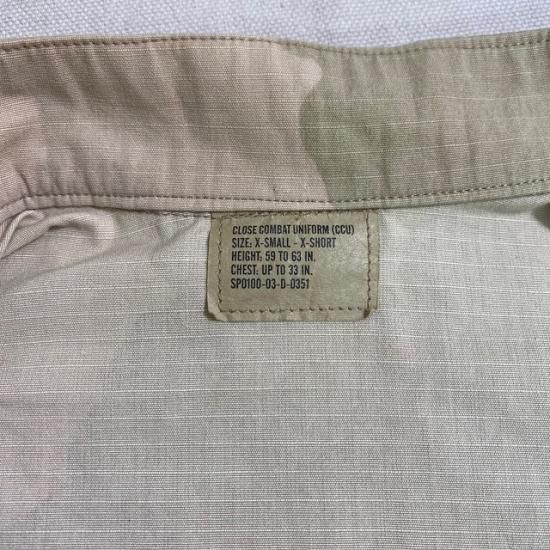 CLOSE COMBAT UNIFORM (CCU)
SIZE: X-SMALL - X-SHORT
HEIGHT: 59 TO 63 IN.
CHEST: UP TO 33 IN.
SPO100-03-D-0351